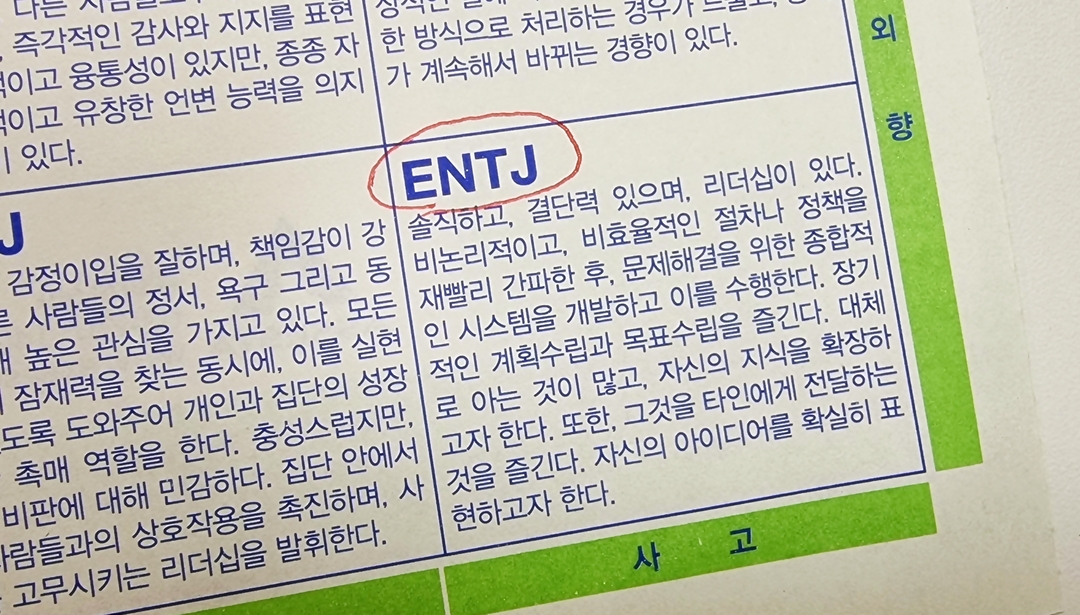 즉각적인 감사와 지지를 표현
이고 융통성이 있지만, 종종 자
이고 유창한 언변 능력을 의지
있다.
한 방식으로 처리하는 경우가 드물고,
가 계속해서 바뀌는 경향이 있다.
J
감정이입을 잘하며, 책임감이 강
사람들의 정서, 욕구 그리고 동
높은 관심을 가지고 있다. 모든
잠재력을 찾는 동시에, 이를 실현
도록 도와주어 개인과 집단의 성장
촉매 역할을 한다. 충성스럽지만,
비판에 대해 민감하다. 집단 안에서
사람들과의 상호작용을 촉진하며, 사
고무시키는 리더십을 발휘한다.
ENTJ
솔직하고, 결단력 있으며, 리더십이 있다.
비논리적이고, 비효율적인 절차나 정책을
재빨리 간파한 후, 문제해결을 위한 종합적
인 시스템을 개발하고 이를 수행한다. 장기
적인 계획수립과 목표수립을 즐긴다. 대체
로 아는 것이 많고, 자신의 지식을 확장하
고자 한다. 또한, 그것을 타인에게 전달하는
것을 즐긴다. 자신의 아이디어를 확실히 표
현하고자 한다.
외향
사고